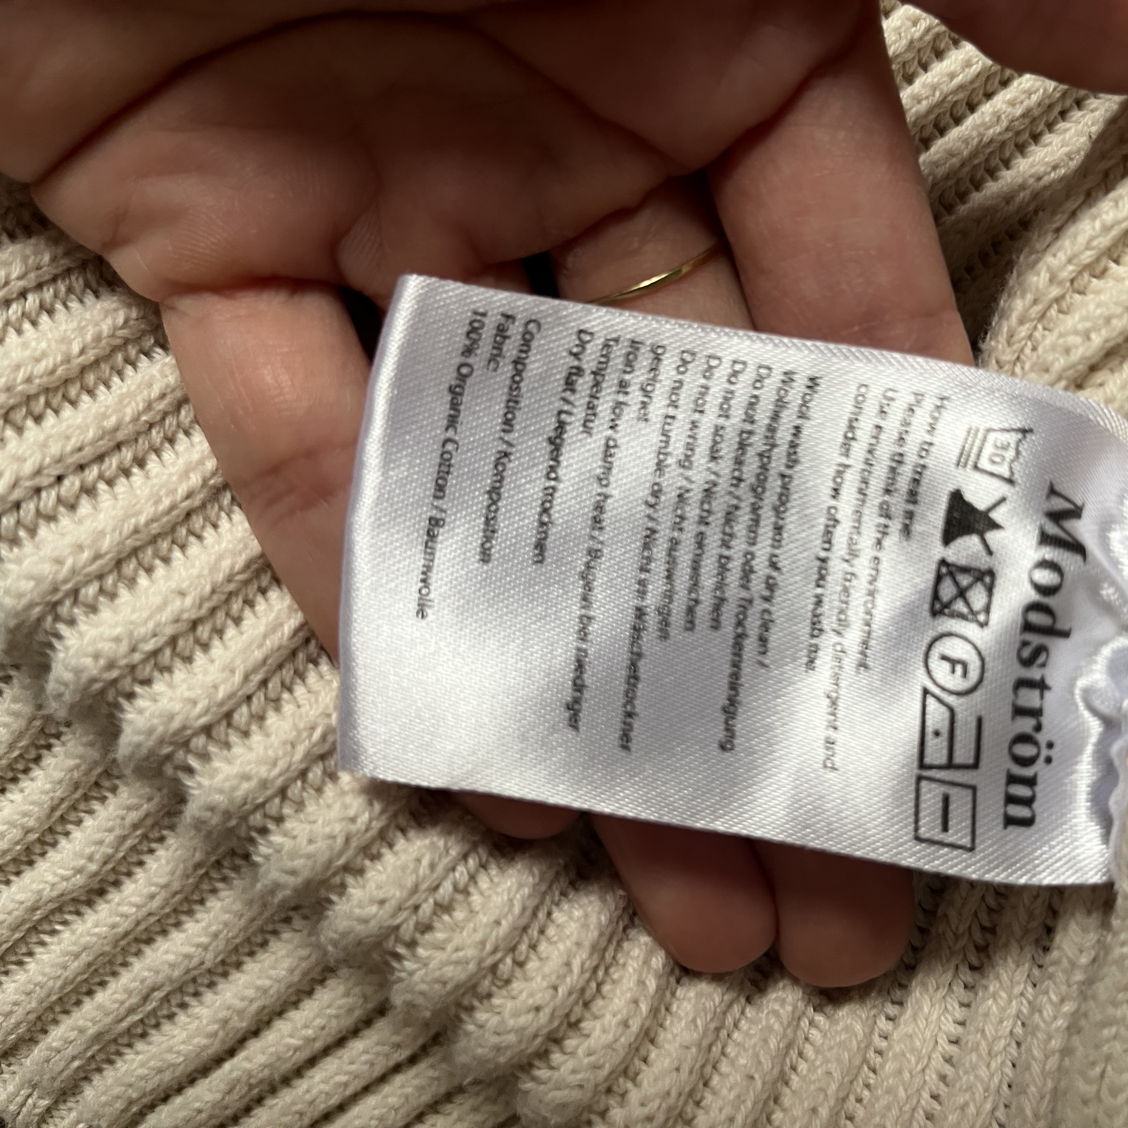 Modström
30
F
How to treat me:
Please think of the environment.
Use environmentally friendly detergent and
consider how often you wash me.
Wool wash program of dry clean /
Wollwaschprogramm oder Trockenreinigung
Do not bleach / Nicht bleichen
Do not soak / Nicht einweichen
Do not wring / Nicht auswringen
Do not tumble dry / Nicht im Wäschetrockner
geeignet
Iron at low damp heat / Bügeln bei niedriger
Temperatur
Dry flat / Liegend trocknen
Composition / Komposition
Fabric
100% Organic Cotton / Baumwolle